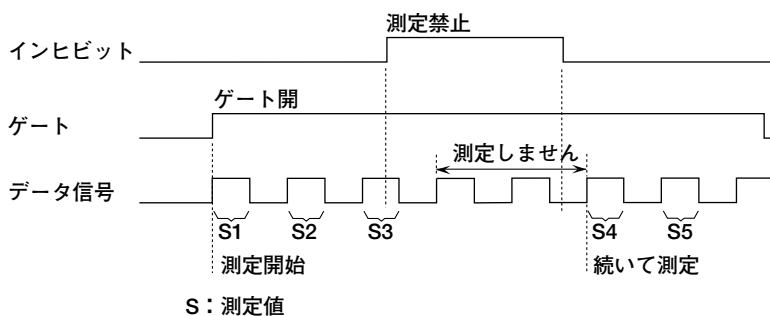 測定禁止
インヒビット
ゲート開
ゲート
測定しません
データ信号
S1 S2 S3 S4 S5
測定開始 続いて測定
S：測定値